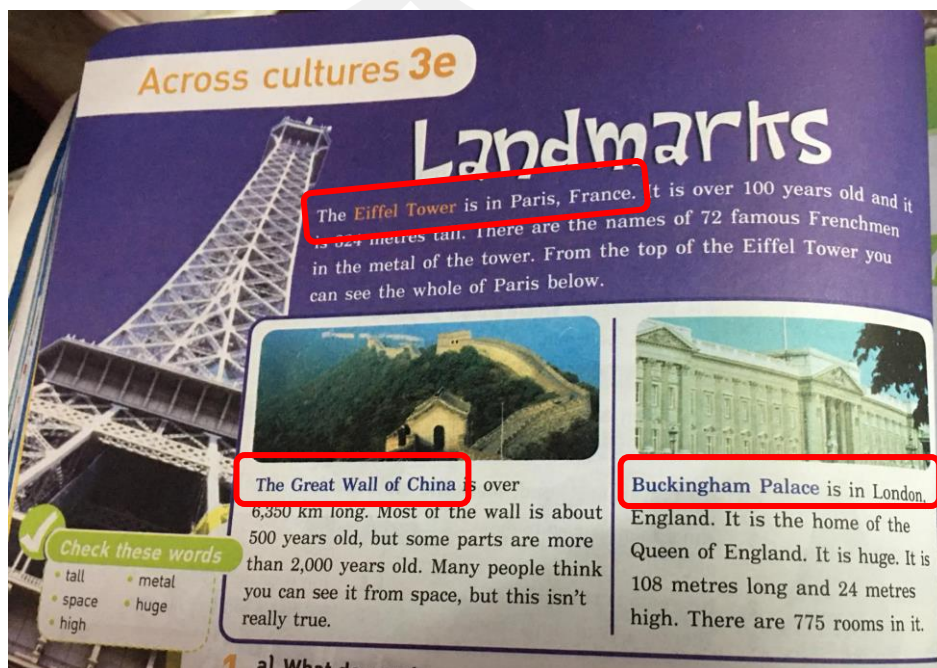 Across cultures 3e
Landmarks
The Eiffel Tower is in Paris, France. It is over 100 years old and it
is 324 metres tall. There are the names of 72 famous Frenchmen
in the metal of the tower. From the top of the Eiffel Tower you
can see the whole of Paris below.
The Great Wall of China is over
6,350 km long. Most of the wall is about
500 years old, but some parts are more
than 2,000 years old. Many people think
you can see it from space, but this isn't
really true.
Buckingham Palace is in London,
England. It is the home of the
Queen of England. It is huge. It is
108 metres long and 24 metres
high. There are 775 rooms in it.
Check these words
• tall • metal
• space • huge
• high
1 a) What